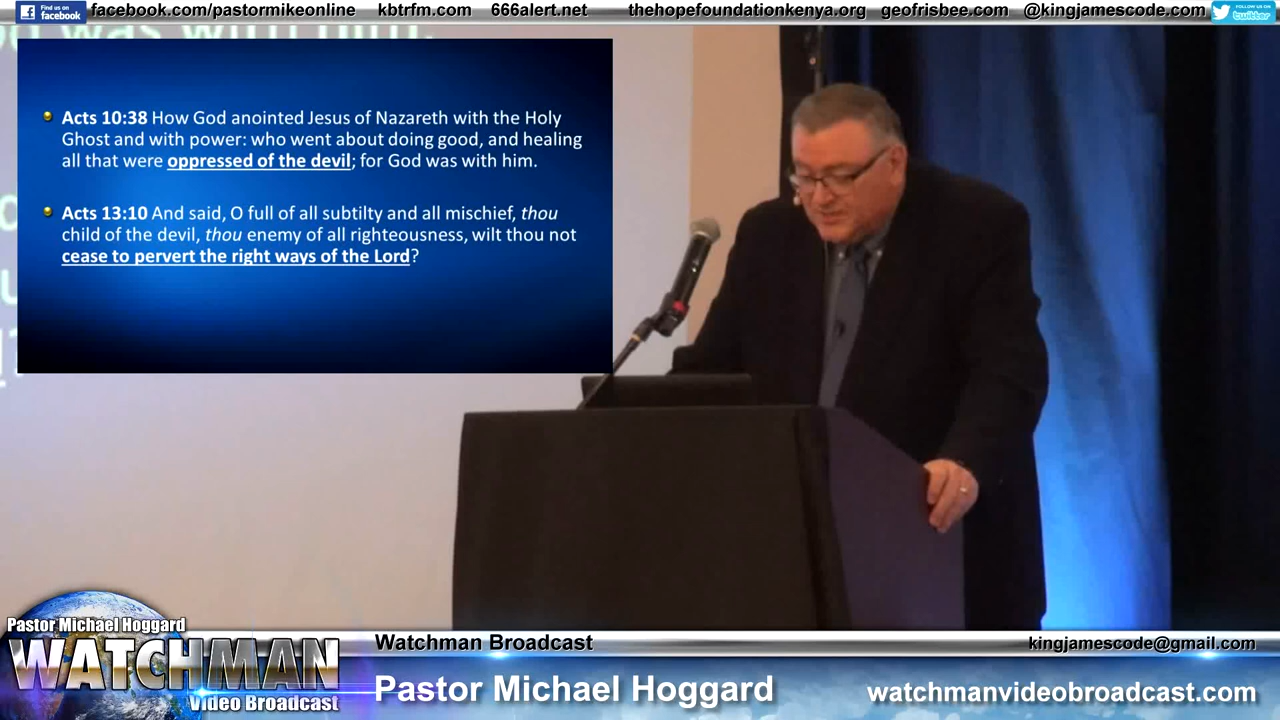 Find us on
facebook
facebook.com/pastormikeonline kbtrfm.com 666alert.net thehopefoundationkenya.org geofrisbee.com @kingjamescode.com
FOLLOW US ON
twitter
was with him.
Acts 10:38 How God anointed Jesus of Nazareth with the Holy
Ghost and with power: who went about doing good, and healing
all that were oppressed of the devil; for God was with him.
Acts 13:10 And said, O full of all subtilty and all mischief, thou
child of the devil, thou enemy of all righteousness, wilt thou not
cease to pervert the right ways of the Lord?
Pastor Michael Hoggard
WATCHMAN
Video Broadcast
Watchman Broadcast
Pastor Michael Hoggard
kingjamescode@gmail.com
watchmanvideobroadcast.com